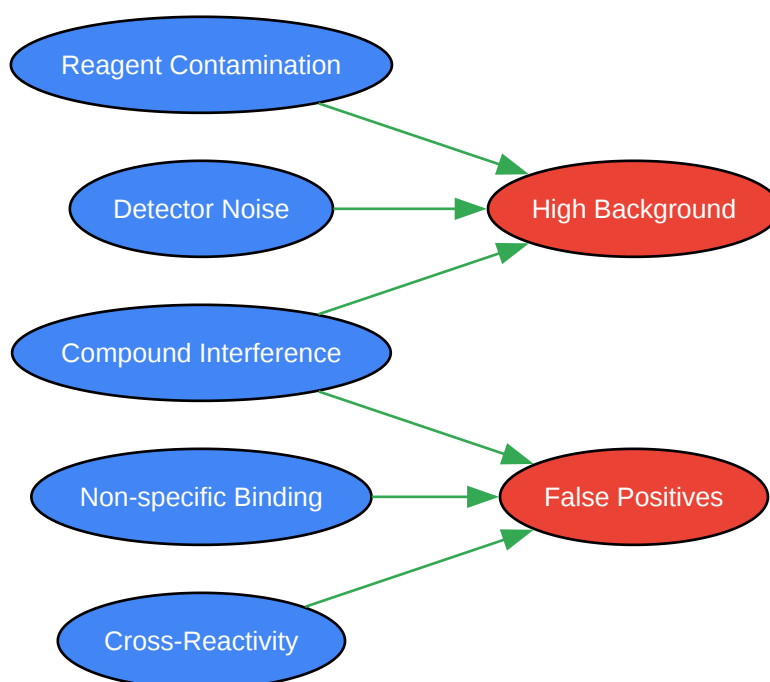 Reagent Contamination
Detector Noise
High Background
Compound Interference
Non-specific Binding
False Positives
Cross-Reactivity